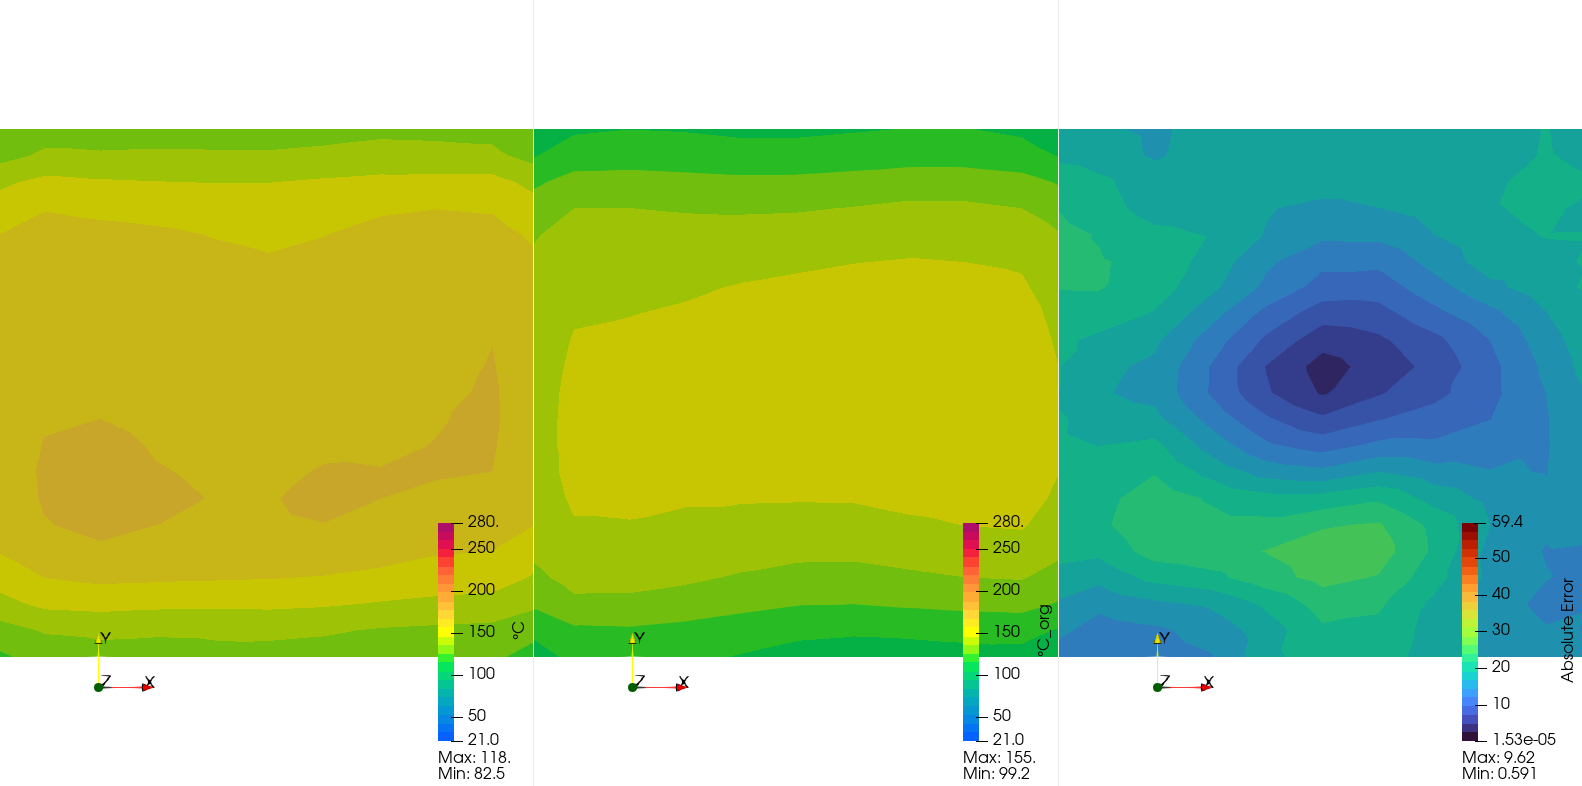 Y
Z
X
280.
250
200
150
100
50
21.0
°C
Max: 118.
Min: 82.5
Y
Z
X
280.
250
200
150
100
50
21.0
°C_org
Max: 155.
Min: 99.2
Y
Z
X
59.4
50
40
30
20
10
1.53e-05
Absolute Error
Max: 9.62
Min: 0.591